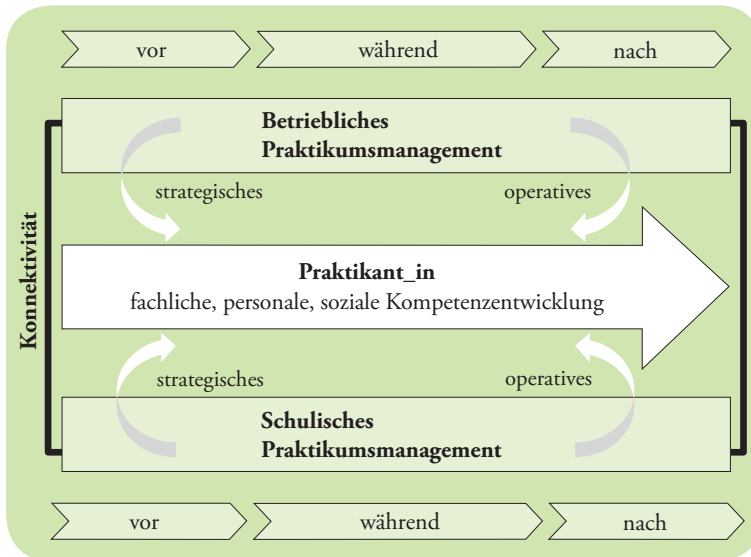 vor
während
nach
Betriebliches
Praktikumsmanagement
strategisches
operatives
Konnektivität
Praktikant_in
fachliche, personale, soziale Kompetenzentwicklung
strategisches
operatives
Schulisches
Praktikumsmanagement
vor
während
nach